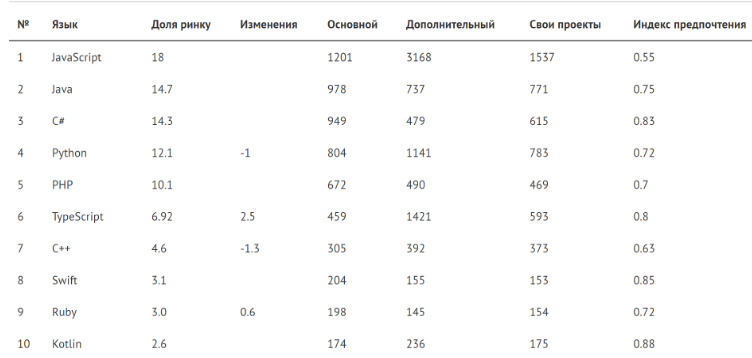 № Язык Доля ринку Изменения Основной Дополнительный Свои проекты Индекс предпочтения
1 JavaScript 18 1201 3168 1537 0.55
2 Java 14.7 978 737 771 0.75
3 C# 14.3 949 479 615 0.83
4 Python 12.1 -1 804 1141 783 0.72
5 PHP 10.1 672 490 469 0.7
6 TypeScript 6.92 2.5 459 1421 593 0.8
7 C++ 4.6 -1.3 305 392 373 0.63
8 Swift 3.1 204 155 153 0.85
9 Ruby 3.0 0.6 198 145 154 0.72
10 Kotlin 2.6 174 236 175 0.88